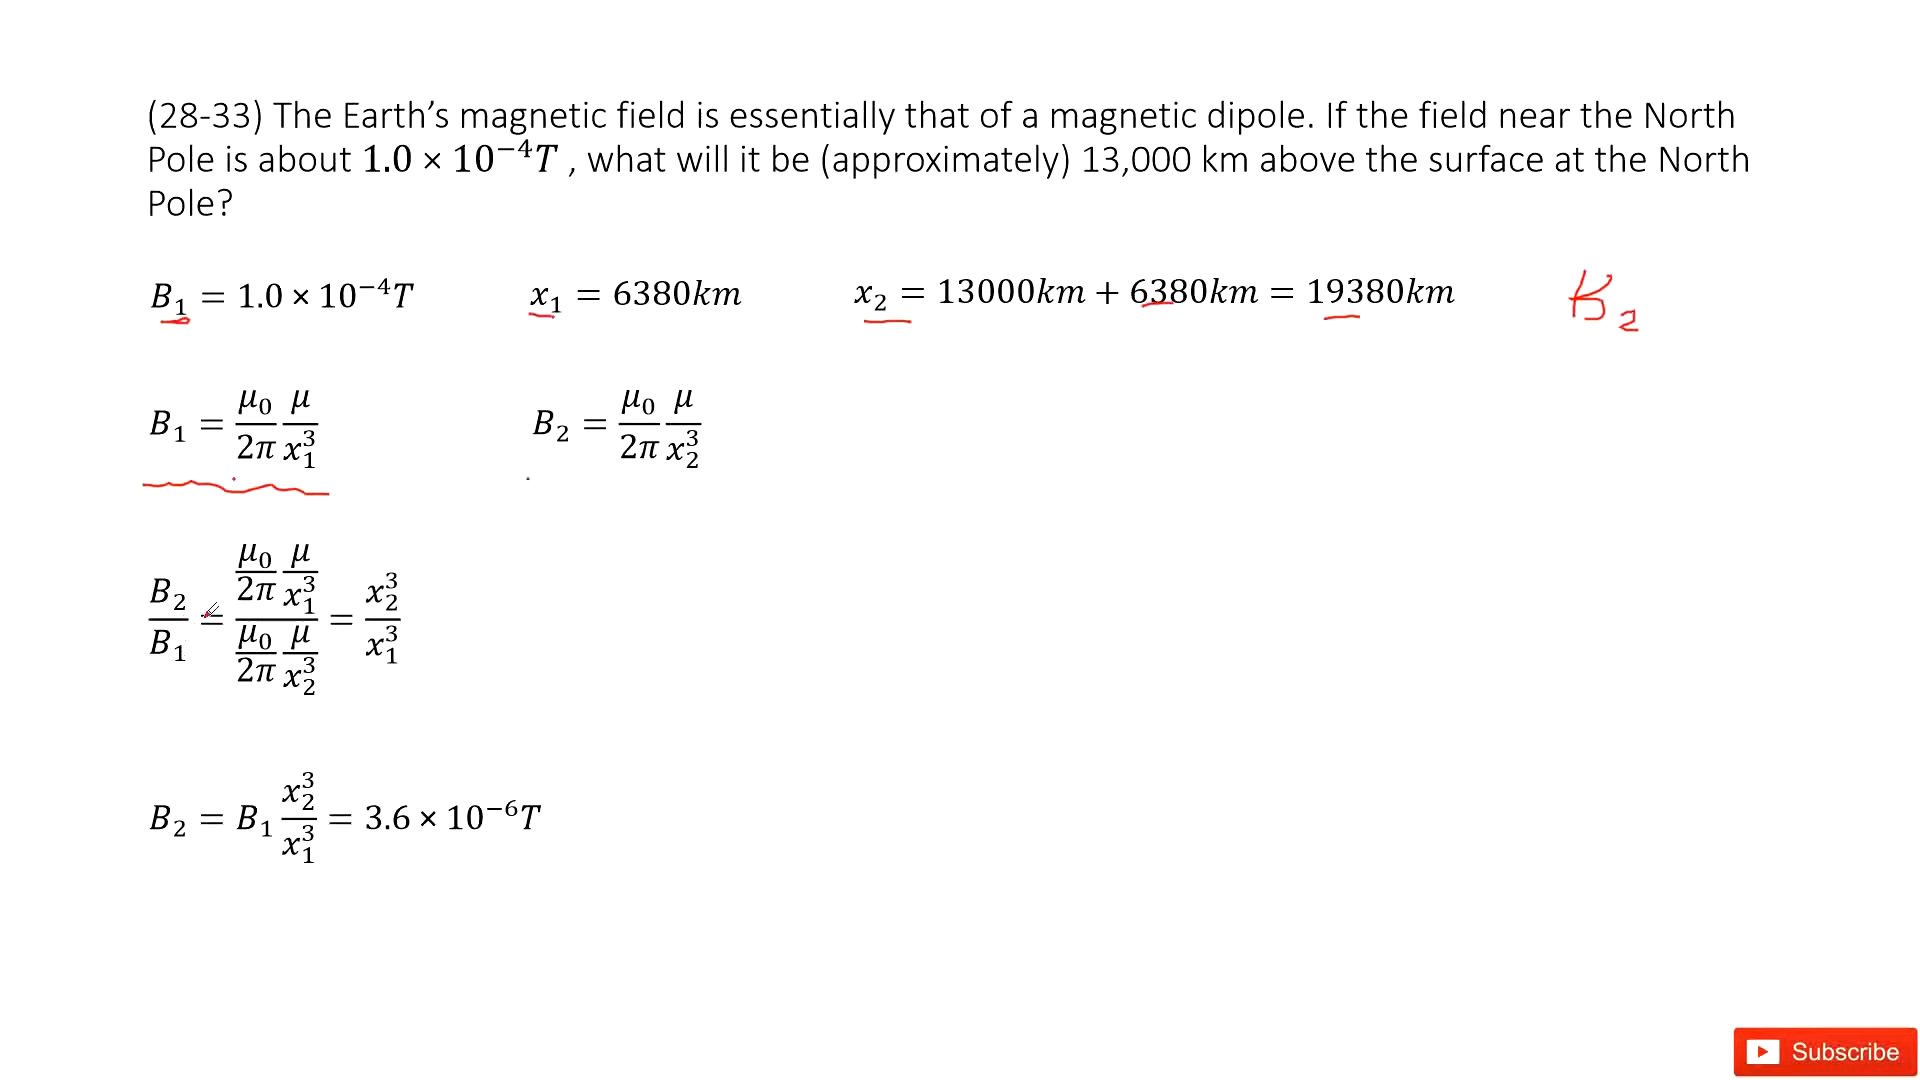 (28-33) The Earth’s magnetic field is essentially that of a magnetic dipole. If the field near the North
Pole is about 1.0 × 10⁻⁴T , what will it be (approximately) 13,000 km above the surface at the North
Pole?
B₁ = 1.0 × 10⁻⁴T x₁ = 6380km x₂ = 13000km + 6380km = 19380km B₂
B₁ = μ₀/2π μ/x₁³ B₂ = μ₀/2π μ/x₂³
B₂/B₁ = (μ₀/2π μ/x₁³)/(μ₀/2π μ/x₂³) = x₂³/x₁³
B₂ = B₁ x₂³/x₁³ = 3.6 × 10⁻⁶T
Subscribe